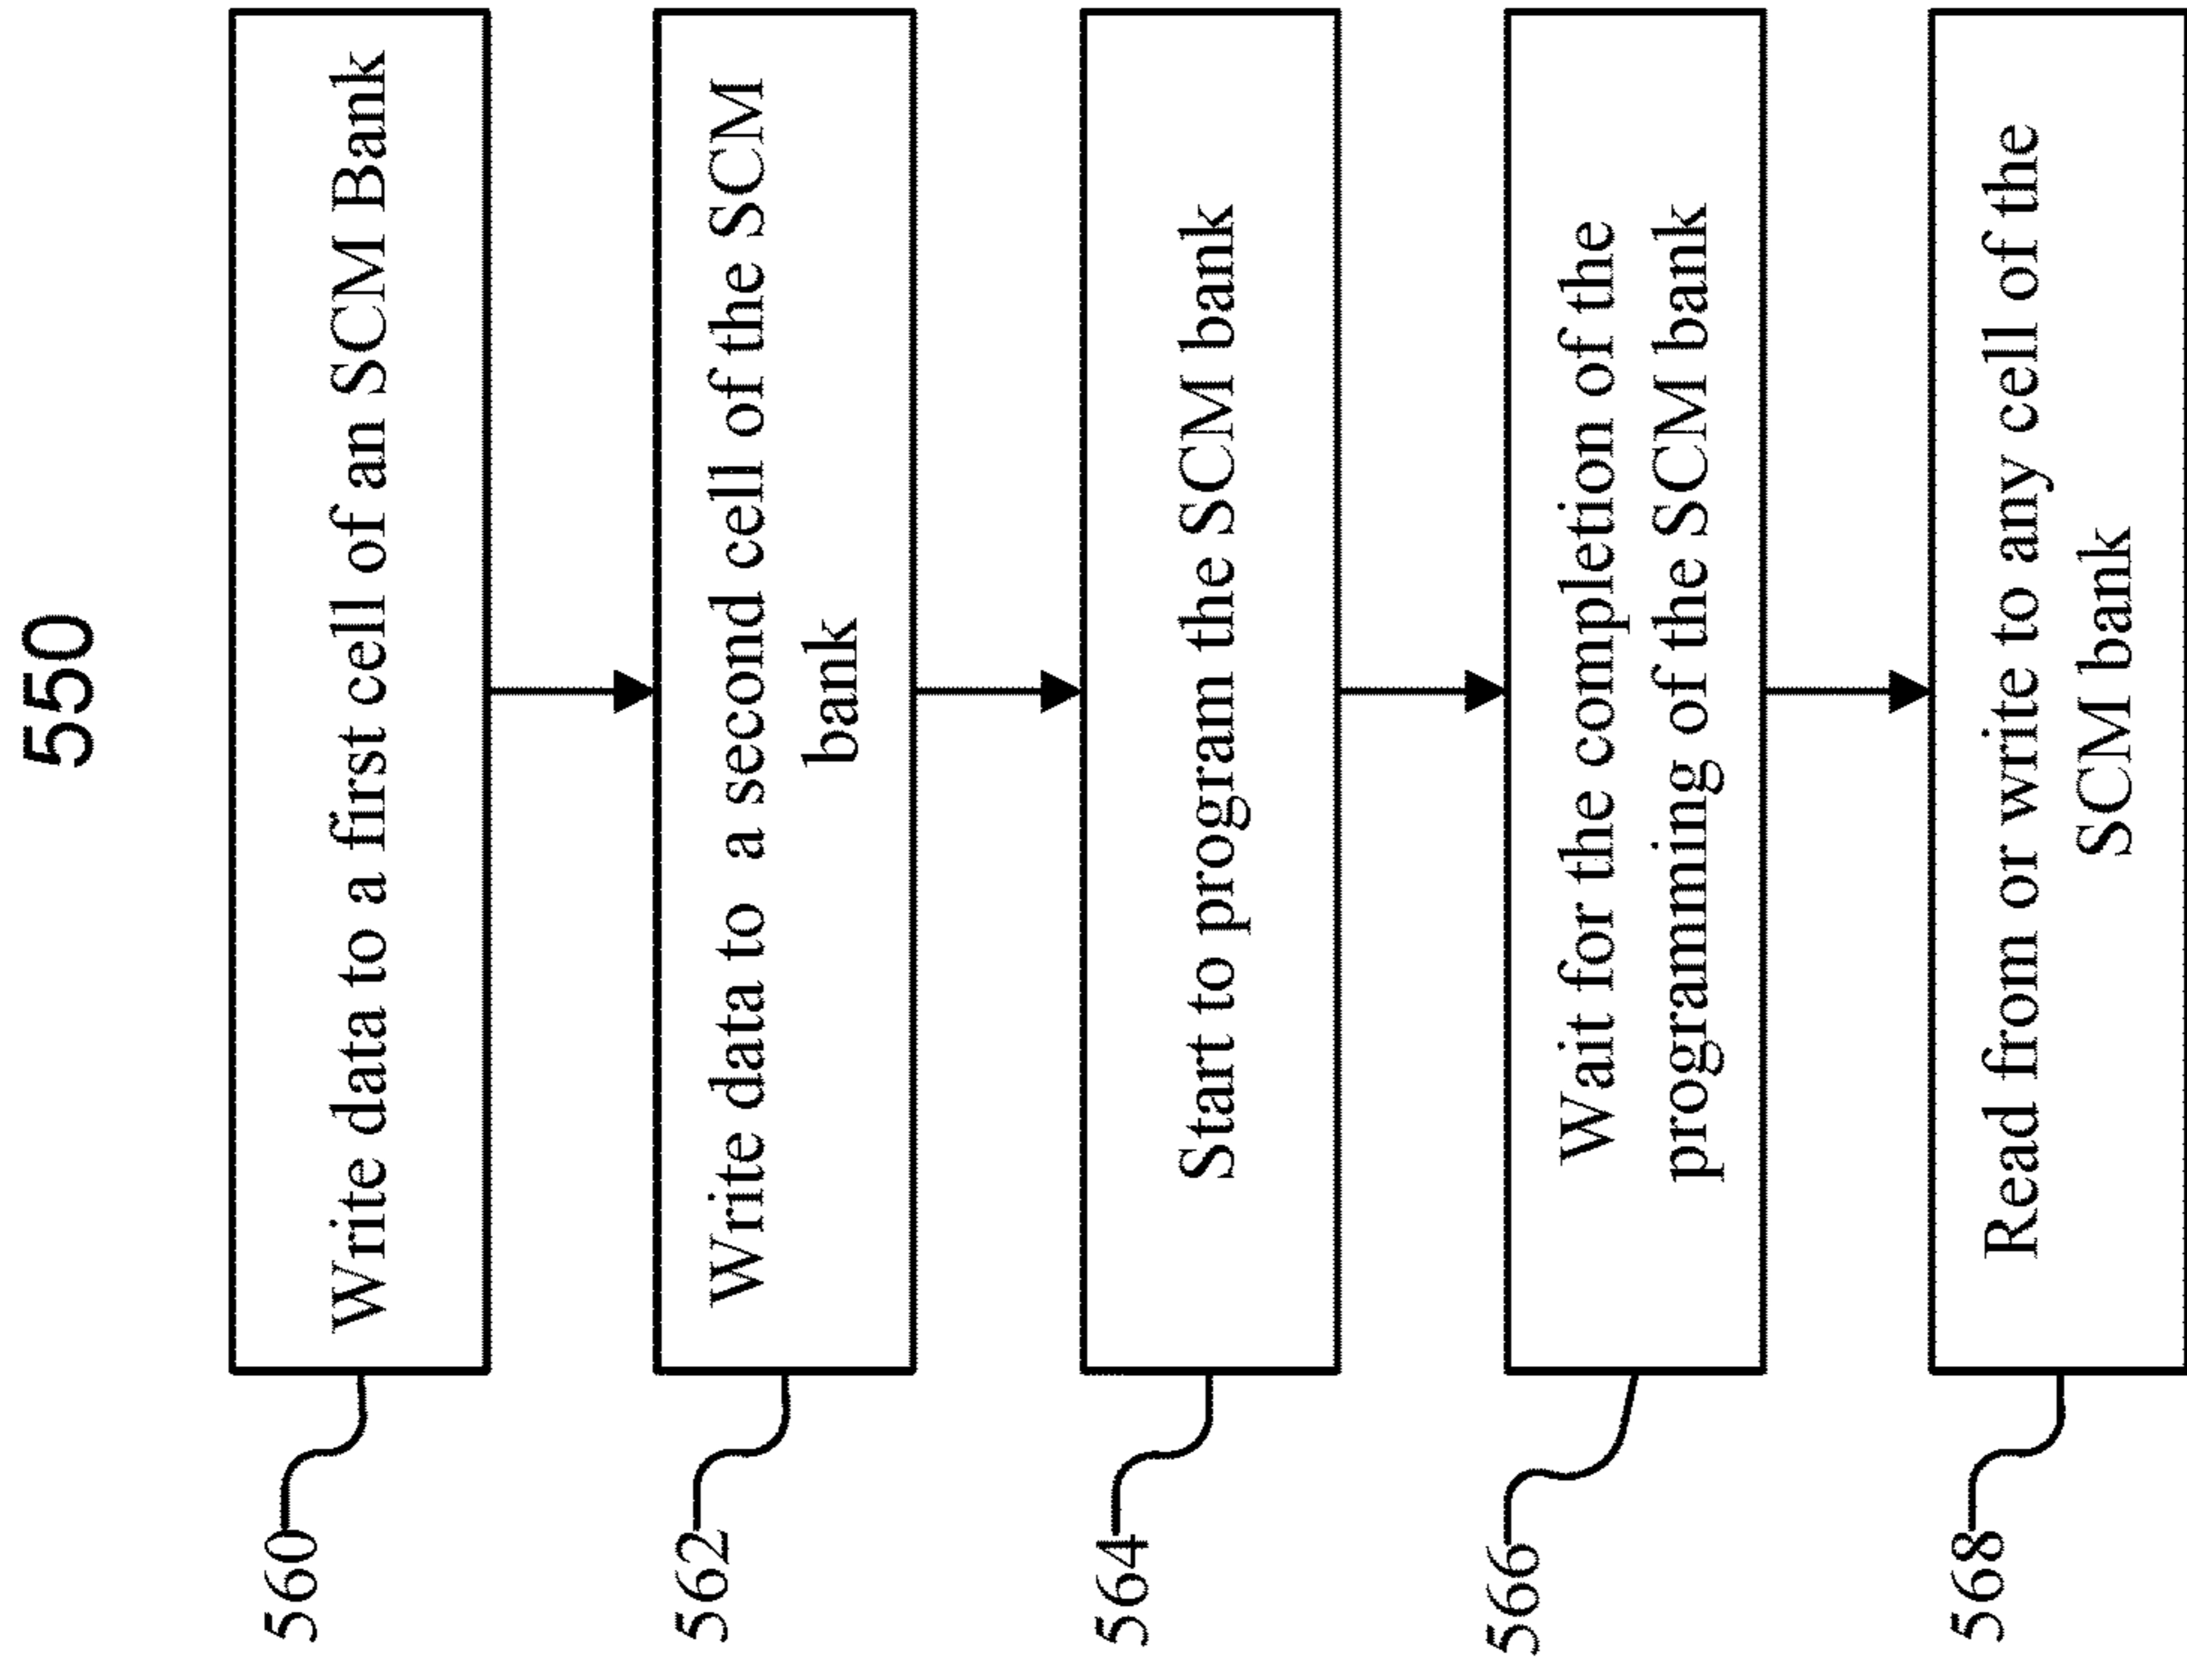 550
560
Write data to a first cell of an SCM Bank
562
Write data to a second cell of the SCM
bank
564
Start to program the SCM bank
566
Wait for the completion of the
programming of the SCM bank
568
Read from or write to any cell of the
SCM bank